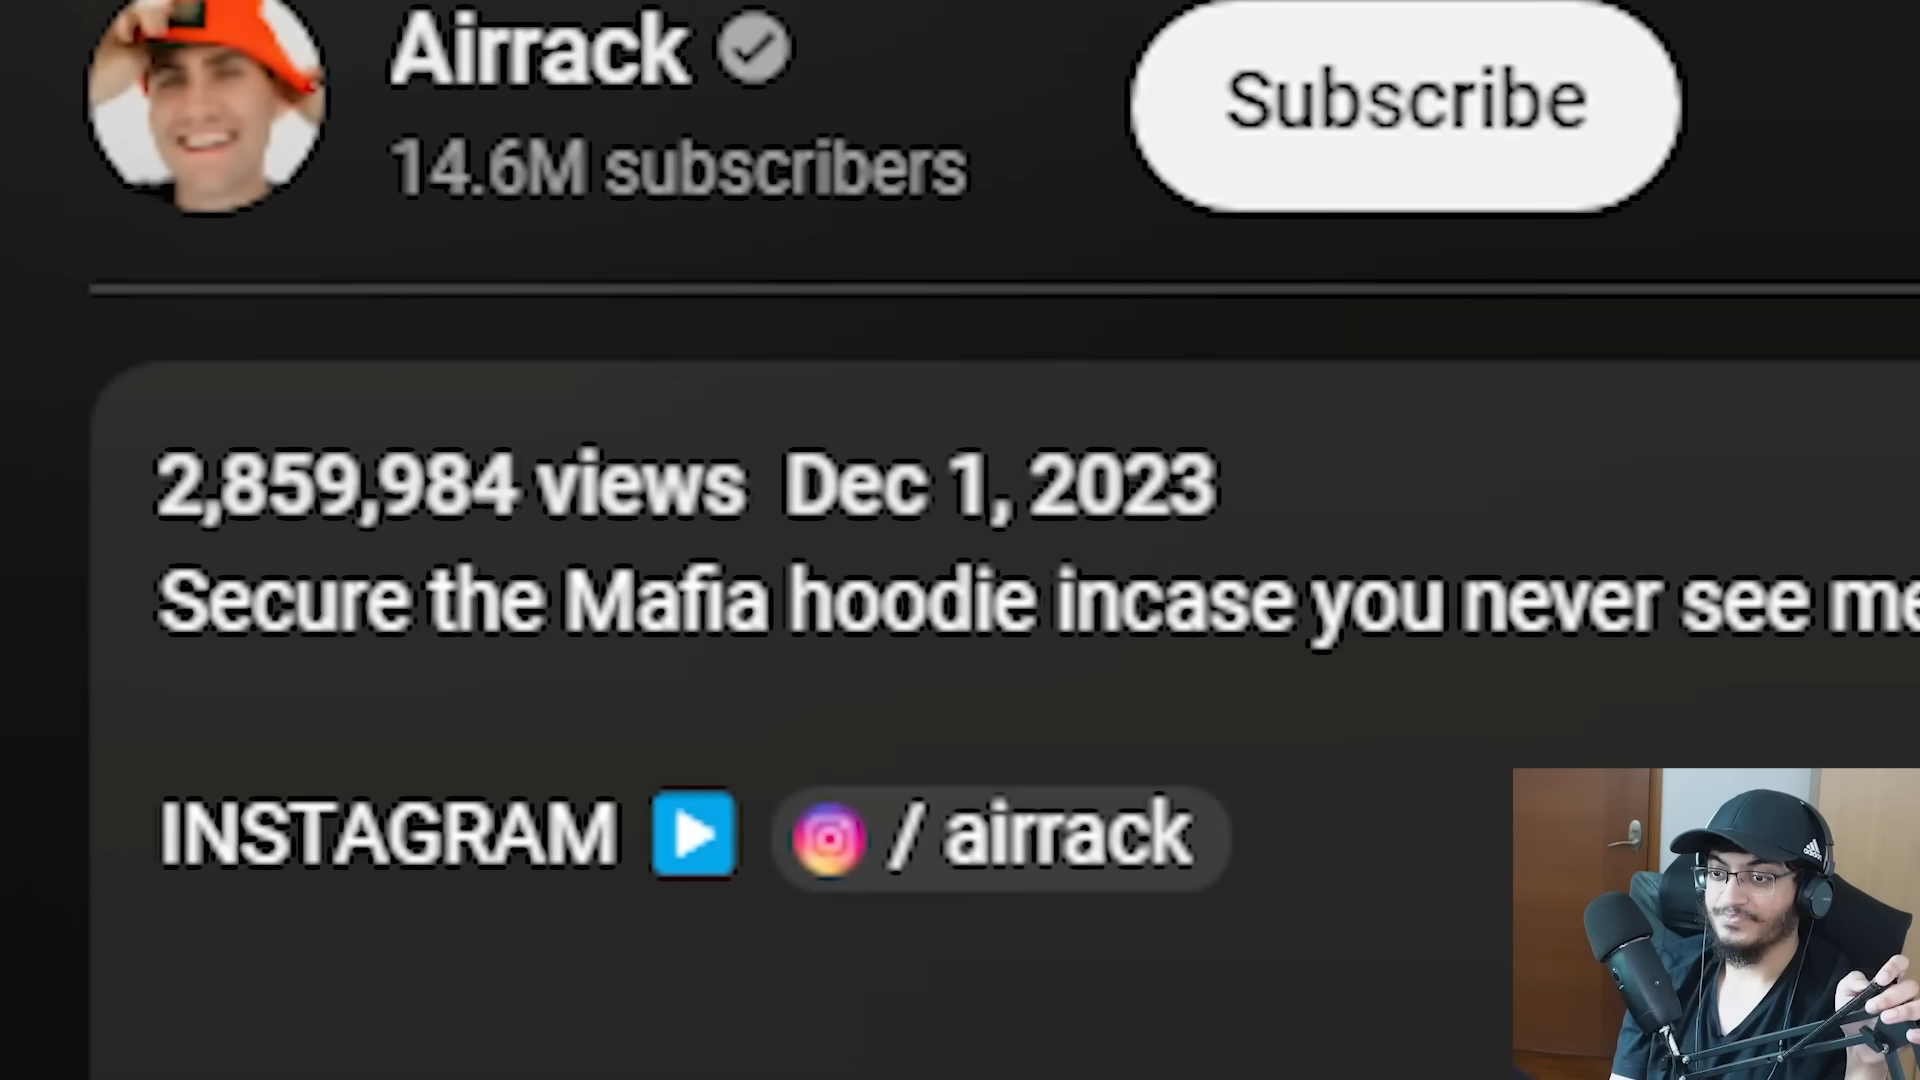 Airrack
14.6M subscribers
Subscribe
2,859,984 views Dec 1, 2023
Secure the Mafia hoodie incase you never see me
INSTAGRAM / airrack
adidas